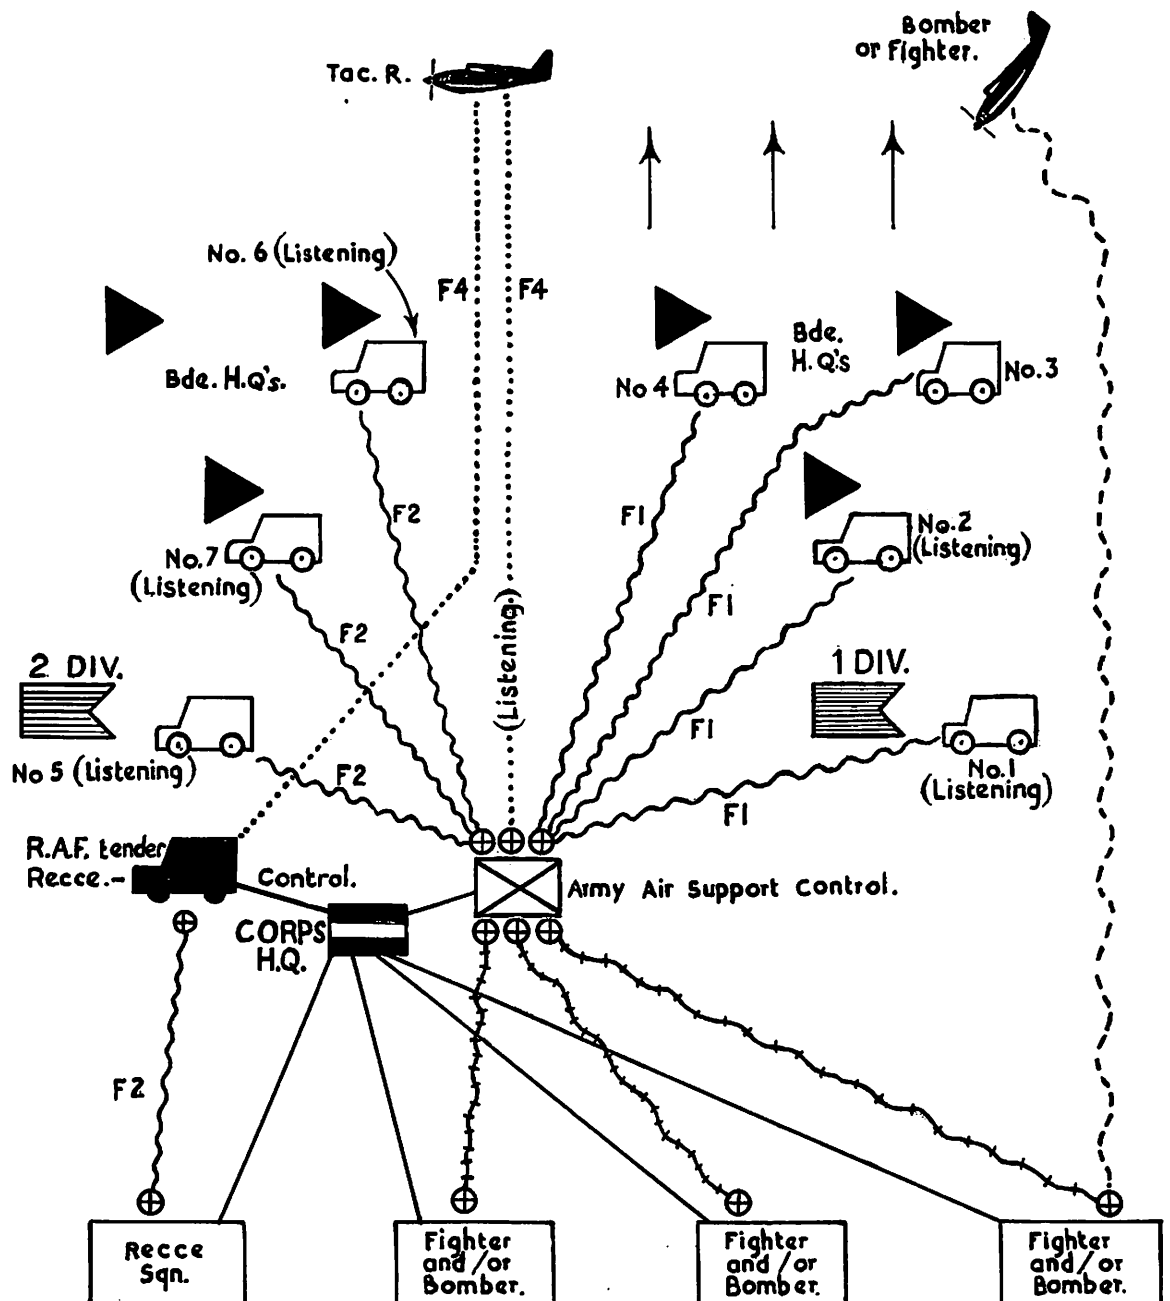 Bomber
or Fighter.
Tac. R.
No. 6 (Listening)
F4
F4
Bde. H.Q's.
Bde.
H.Q's
No 4
No.3
F2
F1
No.7
(Listening)
No.2
(Listening)
F2
F1
(Listening.)
2 DIV.
1 DIV.
F1
No 5 (Listening)
F2
No.1
(Listening)
F1
R.A.F. tender
Recce.-
Control.
Army Air Support Control.
CORPS
H.Q.
F2
Recce
Sqn.
Fighter
and/or
Bomber.
Fighter
and/or
Bomber.
Fighter
and/or
Bomber.